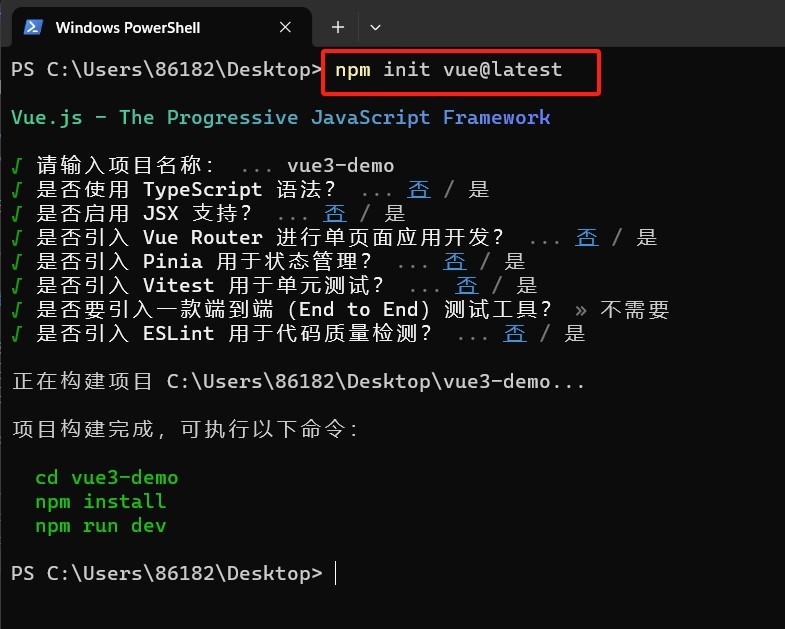 Windows PowerShell
PS C:\Users\86182\Desktop> npm init vue@latest
Vue.js - The Progressive JavaScript Framework
√ 请输入项目名称： ... vue3-demo
√ 是否使用 TypeScript 语法？ ... 否 / 是
√ 是否启用 JSX 支持？ ... 否 / 是
√ 是否引入 Vue Router 进行单页面应用开发？ ... 否 / 是
√ 是否引入 Pinia 用于状态管理？ ... 否 / 是
√ 是否引入 Vitest 用于单元测试？ ... 否 / 是
√ 是否要引入一款端到端（End to End）测试工具？ » 不需要
√ 是否引入 ESLint 用于代码质量检测？ ... 否 / 是
正在构建项目 C:\Users\86182\Desktop\vue3-demo...
项目构建完成，可执行以下命令：
cd vue3-demo
npm install
npm run dev
PS C:\Users\86182\Desktop>